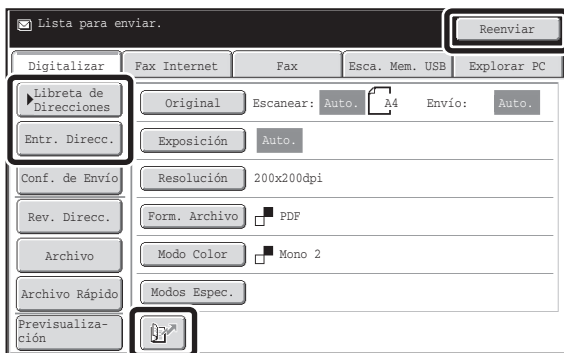 Lista para enviar.
Reenviar
Digitalizar Fax Internet Fax Esca. Mem. USB Explorar PC
Libreta de
Direcciones
Original Escanear: Auto. A4 Envío: Auto.
Entr. Direcc.
Exposición Auto.
Conf. de Envío
Resolución 200x200dpi
Rev. Direcc.
Form. Archivo PDF
Archivo
Modo Color Mono 2
Archivo Rápido
Modos Espec.
Previsualiza-
ción